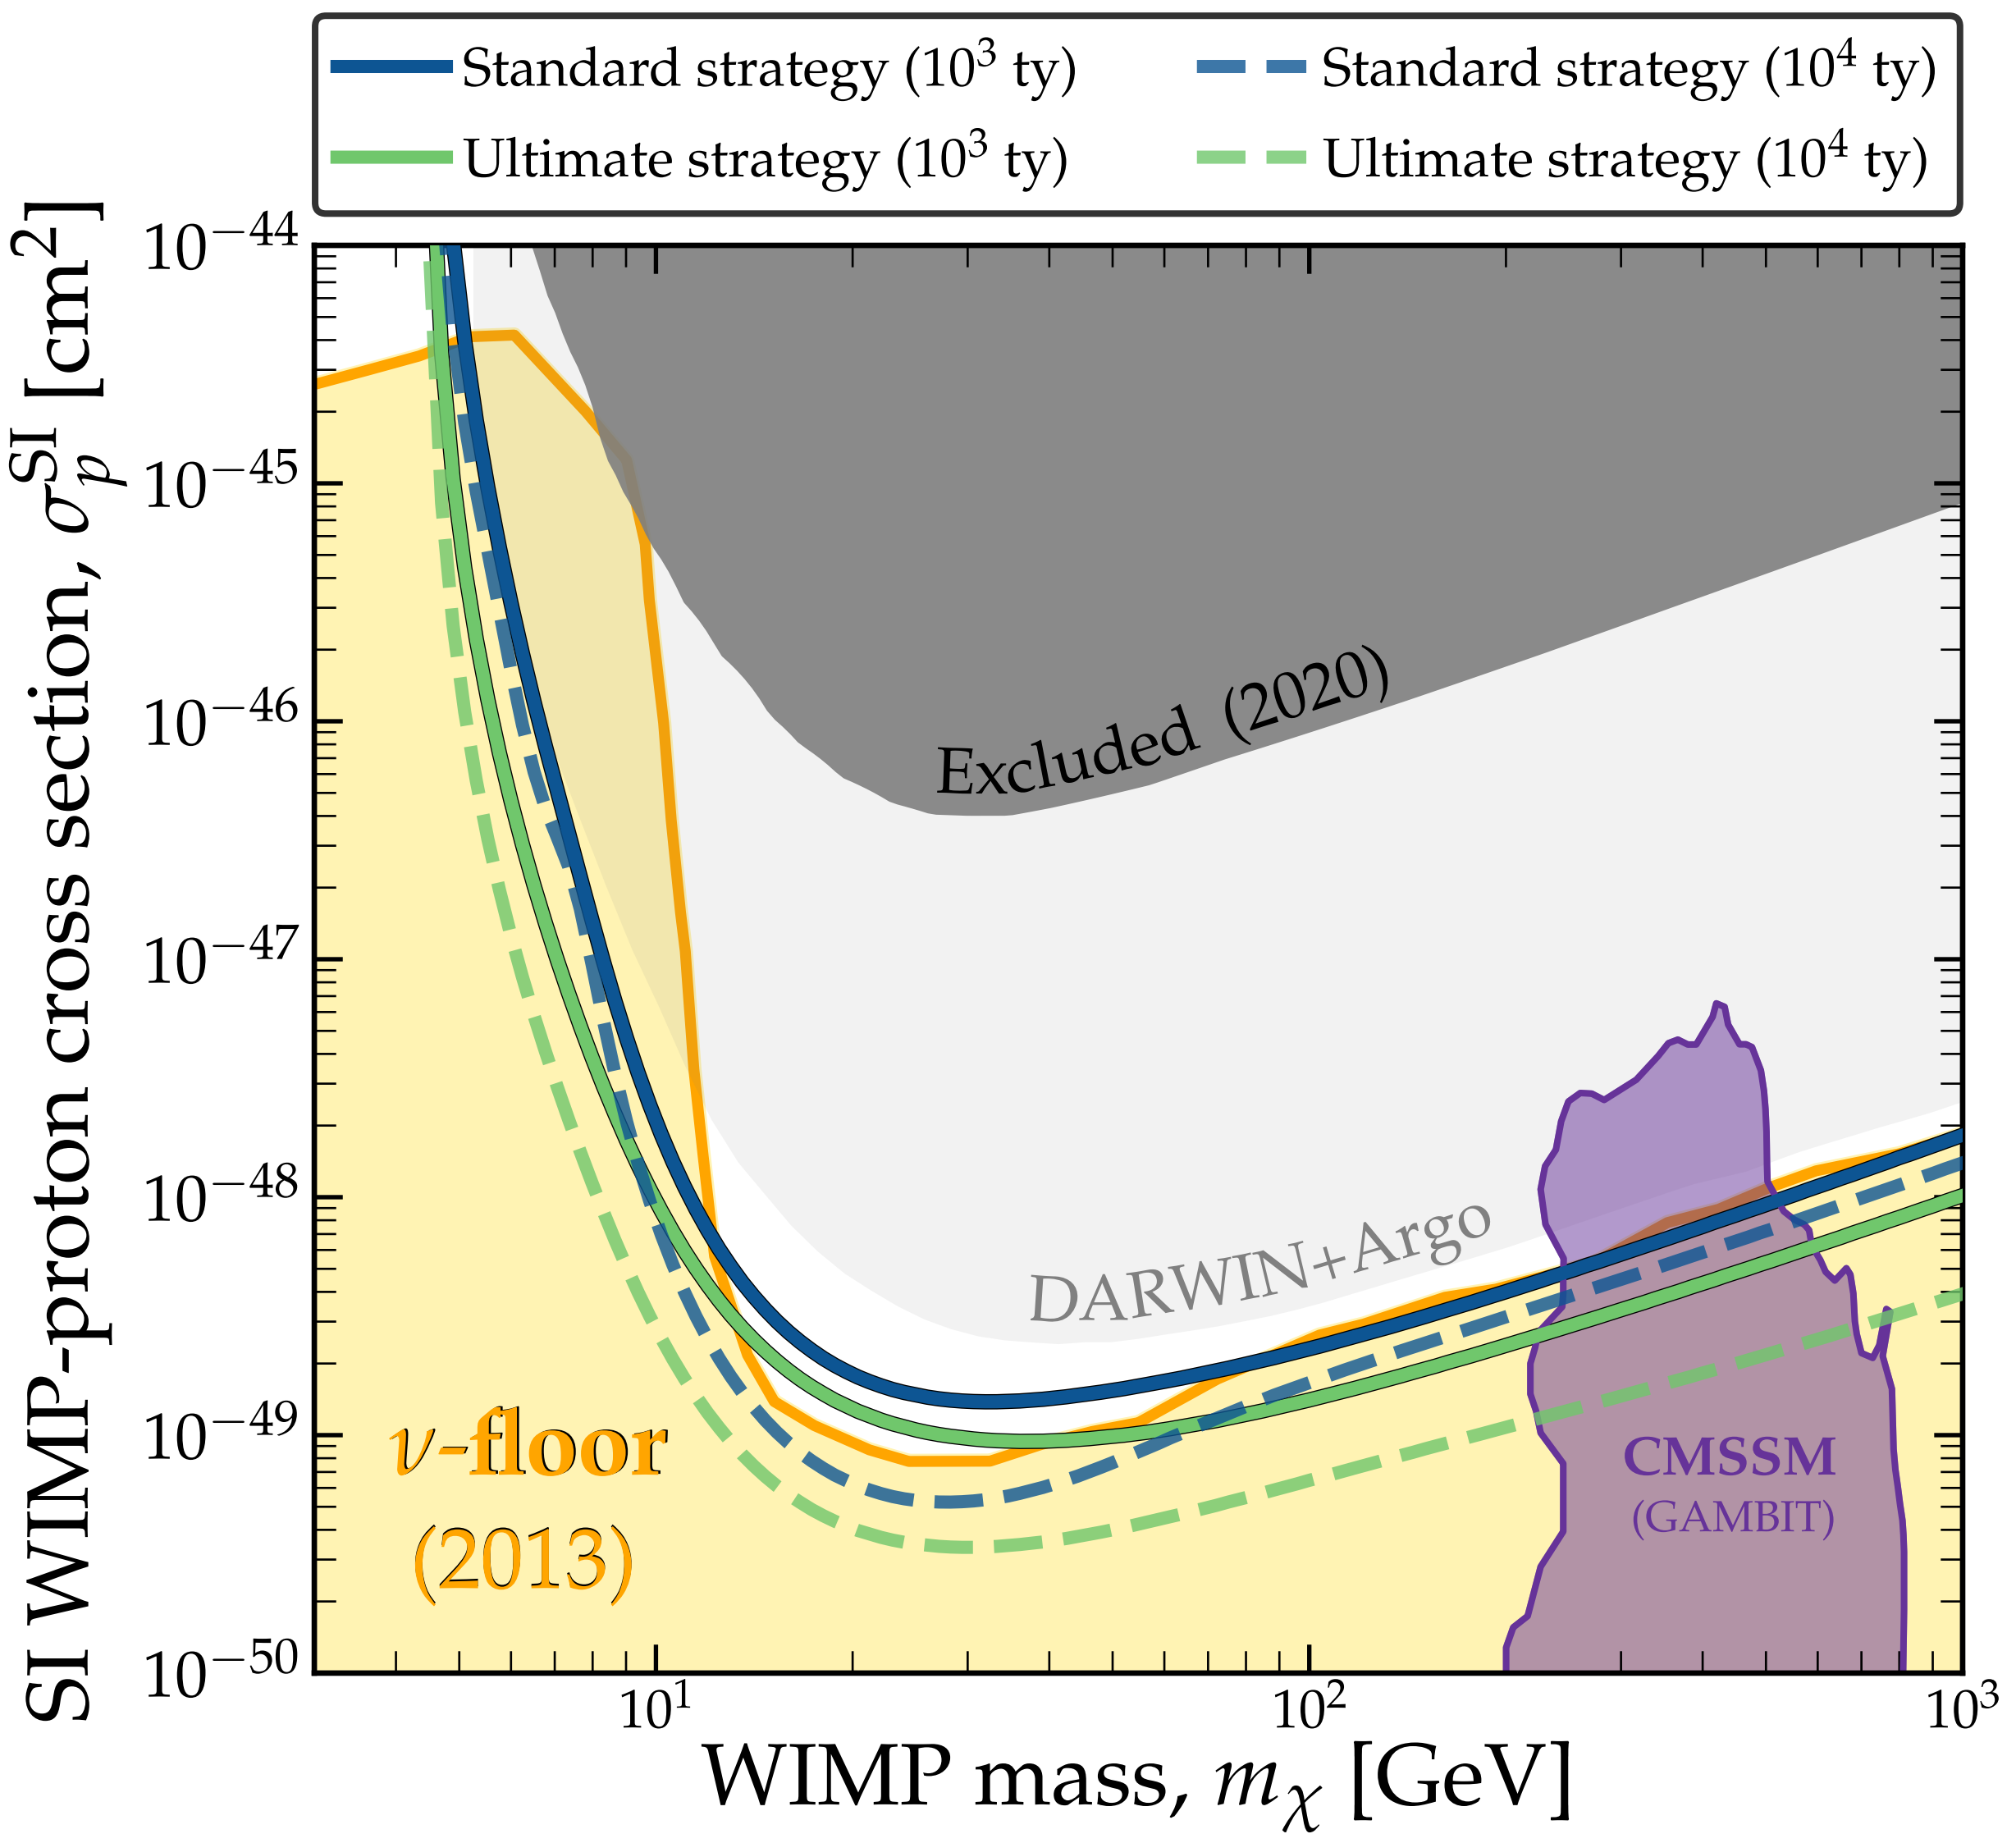 Standard strategy (10³ ty)
Standard strategy (10⁴ ty)
Ultimate strategy (10³ ty)
Ultimate strategy (10⁴ ty)
SI WIMP-proton cross section, σₚˢᴵ [cm²]
10⁻⁴⁴
10⁻⁴⁵
10⁻⁴⁶
10⁻⁴⁷
10⁻⁴⁸
10⁻⁴⁹
10⁻⁵⁰
Excluded (2020)
DARWIN+Argo
ν-floor
(2013)
CMSSM
(GAMBIT)
10¹
10²
10³
WIMP mass, mᵪ [GeV]